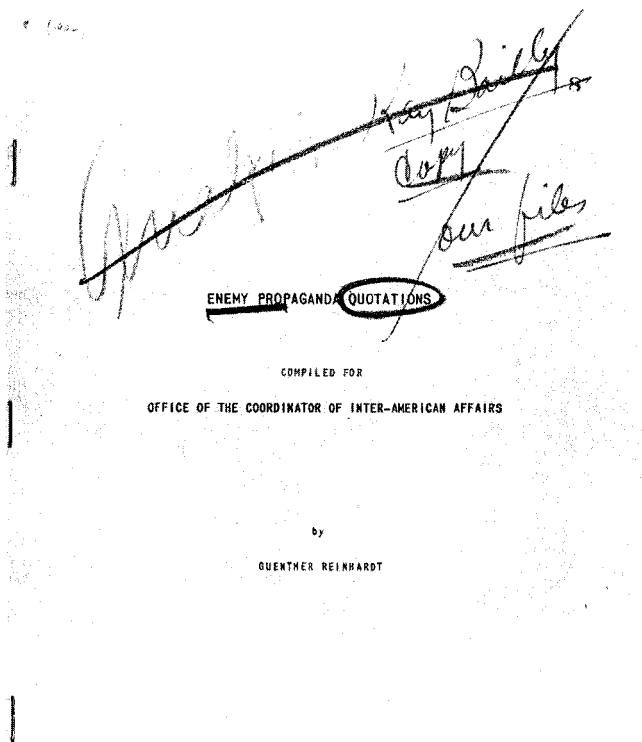 Kay
Copy
our files
ENEMY PROPAGANDA QUOTATIONS
COMPILED FOR
OFFICE OF THE COORDINATOR OF INTER-AMERICAN AFFAIRS
by
GUENTHER REINHARDT